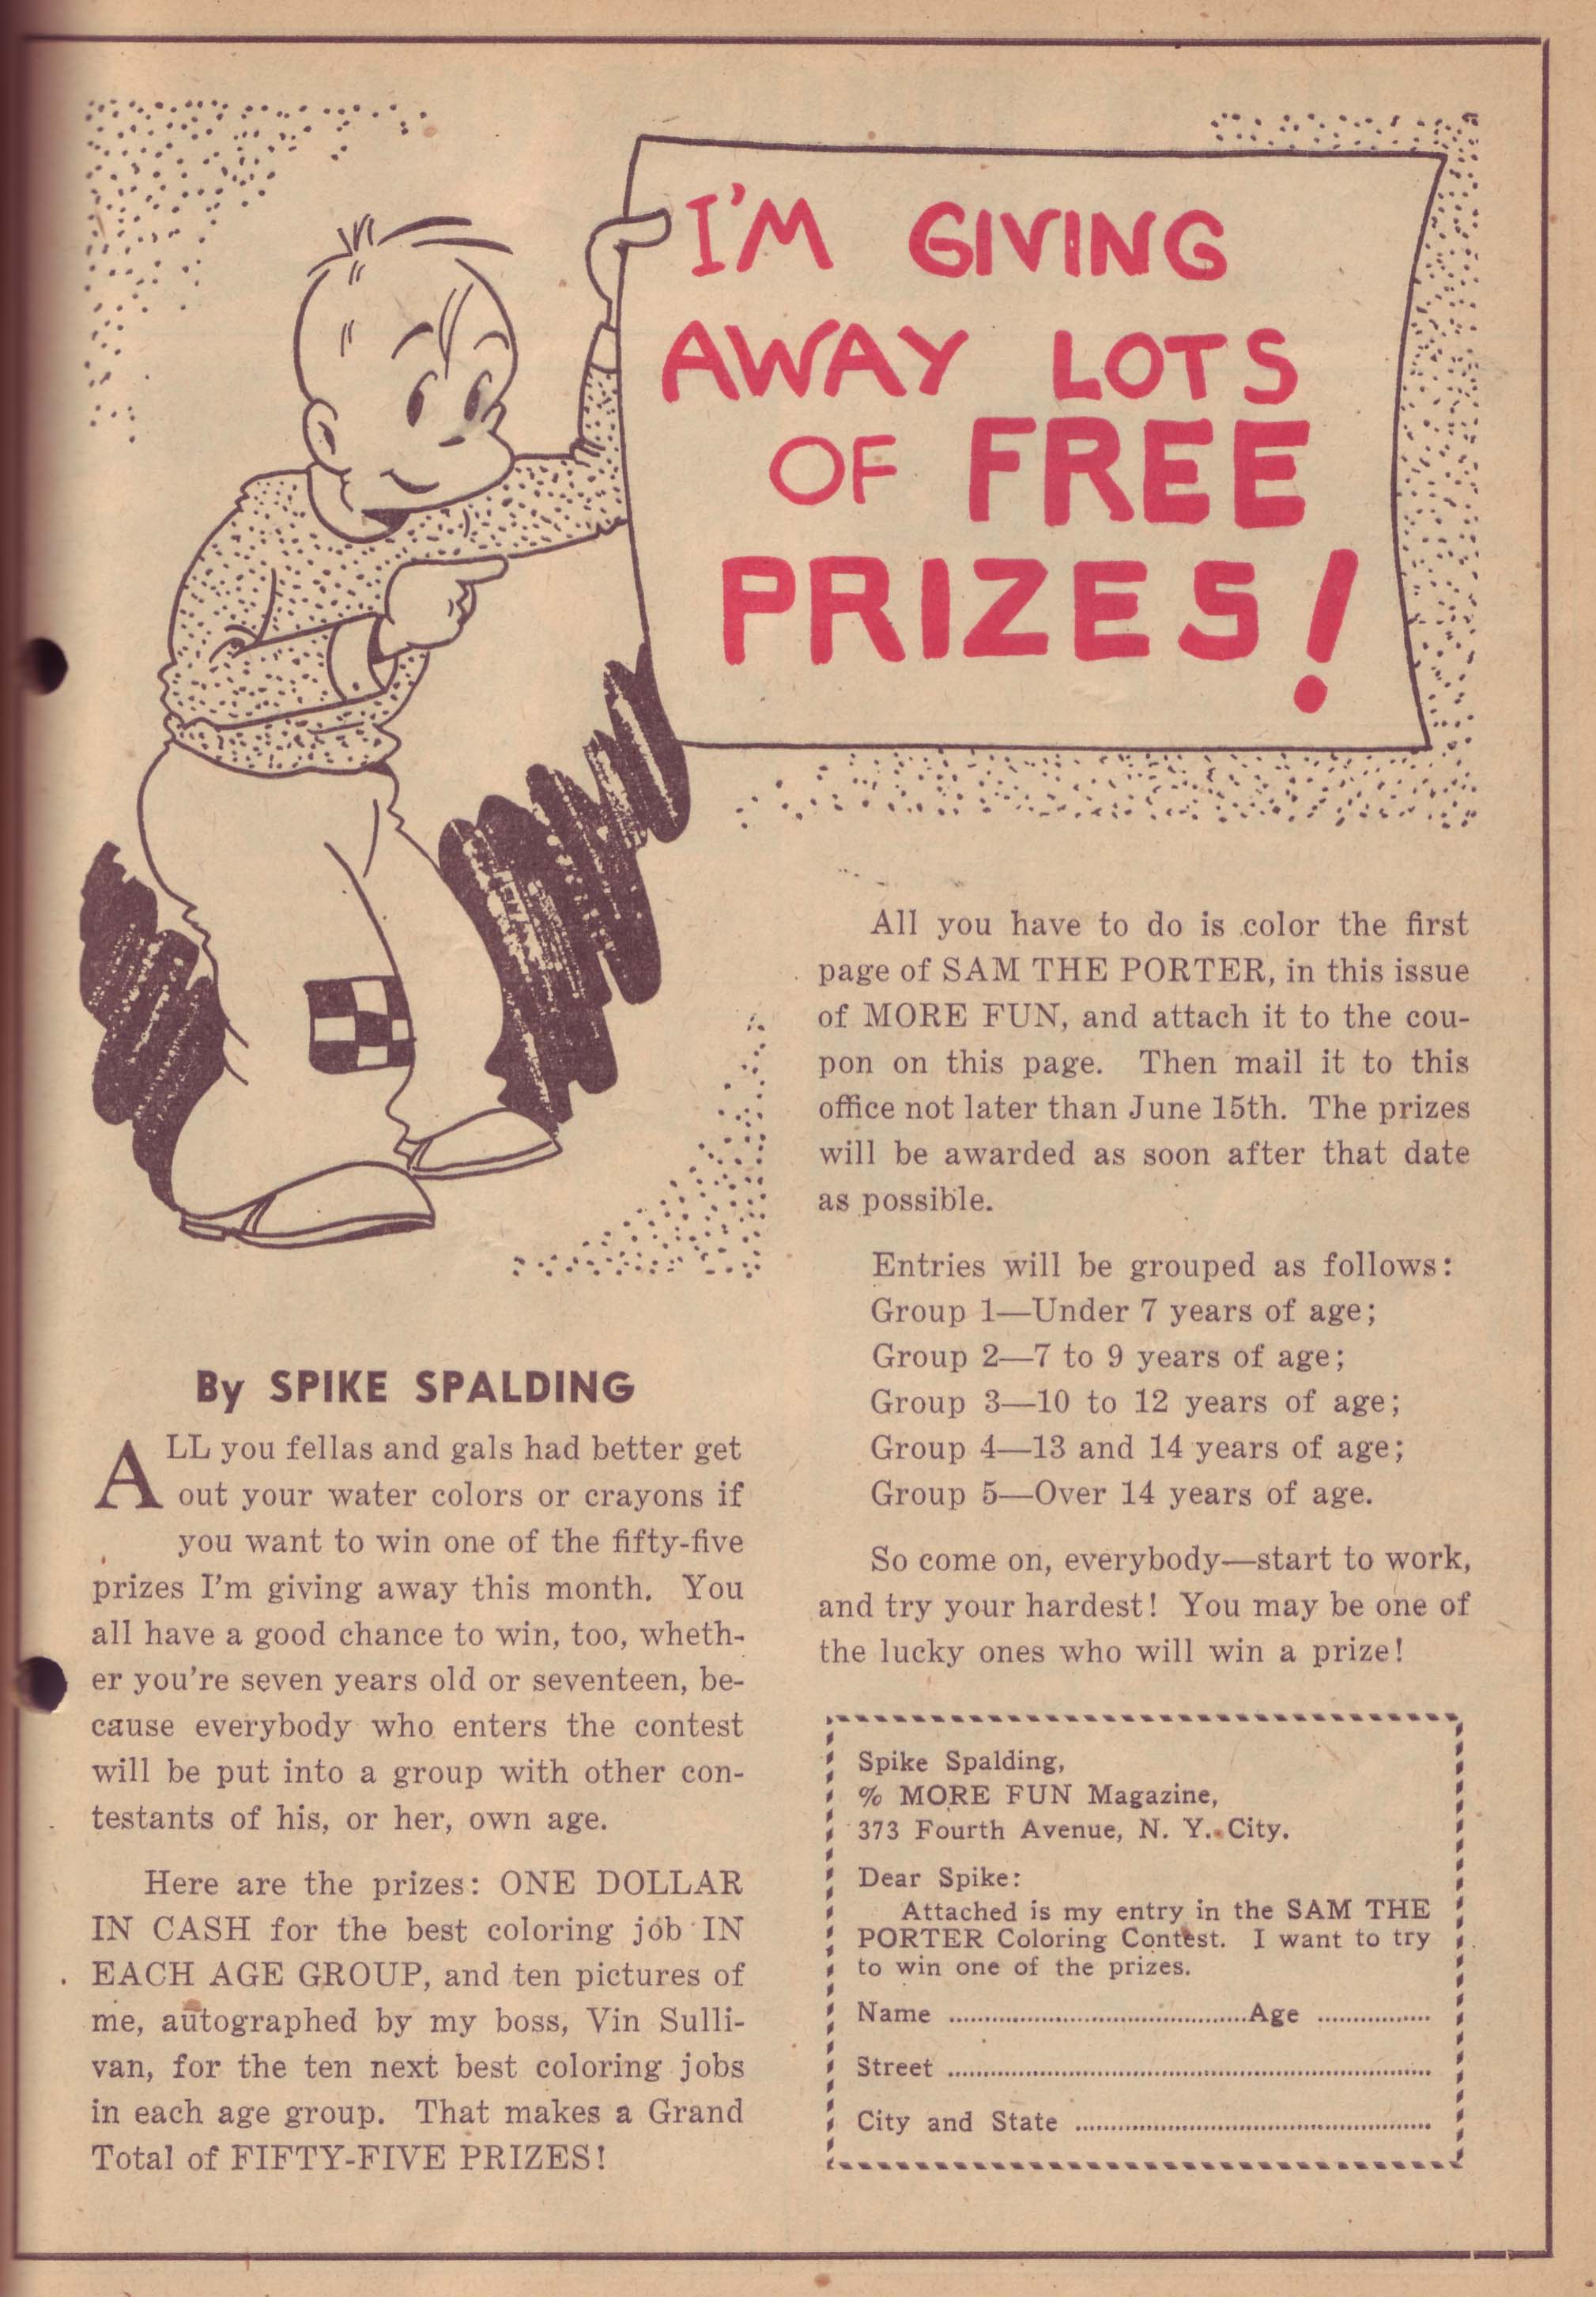 I'M GIVING
AWAY LOTS
OF FREE
PRIZES!
By SPIKE SPALDING
ALL you fellas and gals had better get
out your water colors or crayons if
you want to win one of the fifty-five
prizes I'm giving away this month. You
all have a good chance to win, too, wheth-
er you're seven years old or seventeen, be-
cause everybody who enters the contest
will be put into a group with other con-
testants of his, or her, own age.
Here are the prizes: ONE DOLLAR
IN CASH for the best coloring job IN
EACH AGE GROUP, and ten pictures of
me, autographed by my boss, Vin Sulli-
van, for the ten next best coloring jobs
in each age group. That makes a Grand
Total of FIFTY-FIVE PRIZES!
All you have to do is color the first
page of SAM THE PORTER, in this issue
of MORE FUN, and attach it to the cou-
pon on this page. Then mail it to this
office not later than June 15th. The prizes
will be awarded as soon after that date
as possible.
Entries will be grouped as follows:
Group 1—Under 7 years of age;
Group 2—7 to 9 years of age;
Group 3—10 to 12 years of age;
Group 4—13 and 14 years of age;
Group 5—Over 14 years of age.
So come on, everybody—start to work,
and try your hardest! You may be one of
the lucky ones who will win a prize!
Spike Spalding,
% MORE FUN Magazine,
373 Fourth Avenue, N. Y. City.
Dear Spike:
Attached is my entry in the SAM THE
PORTER Coloring Contest. I want to try
to win one of the prizes.
Name ........................................Age ................
Street ..................................................................
City and State ..................................................